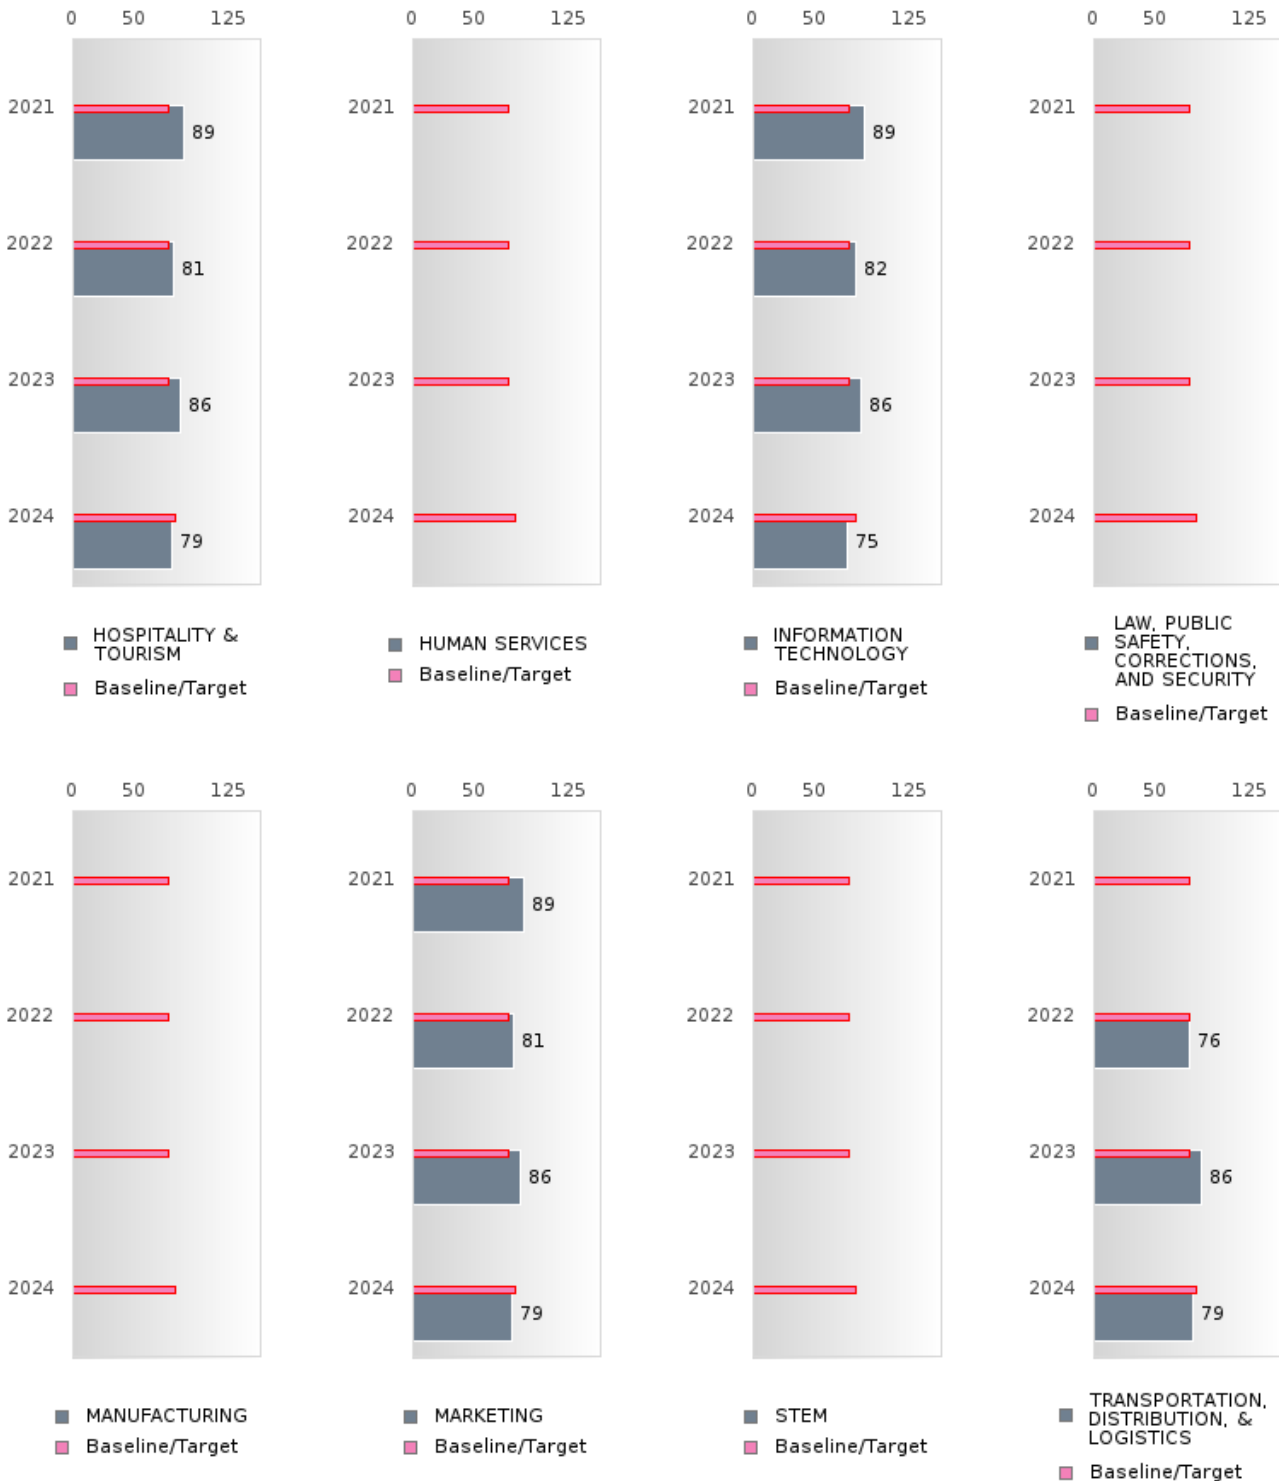 0 50 125
0 50 125
0 50 125
0 50 125
2021 89
2021
2021 89
2021
2022 81
2022
2022 82
2022
2023 86
2023
2023 86
2023
2024 79
2024
2024 75
2024
HOSPITALITY &
TOURISM
Baseline/Target
HUMAN SERVICES
Baseline/Target
INFORMATION
TECHNOLOGY
Baseline/Target
LAW, PUBLIC
SAFETY,
CORRECTIONS,
AND SECURITY
Baseline/Target
0 50 125
0 50 125
0 50 125
0 50 125
2021
2021 89
2021
2021
2022
2022 81
2022
2022 76
2023
2023 86
2023
2023 86
2024
2024 79
2024
2024 79
MANUFACTURING
Baseline/Target
MARKETING
Baseline/Target
STEM
Baseline/Target
TRANSPORTATION,
DISTRIBUTION, &
LOGISTICS
Baseline/Target